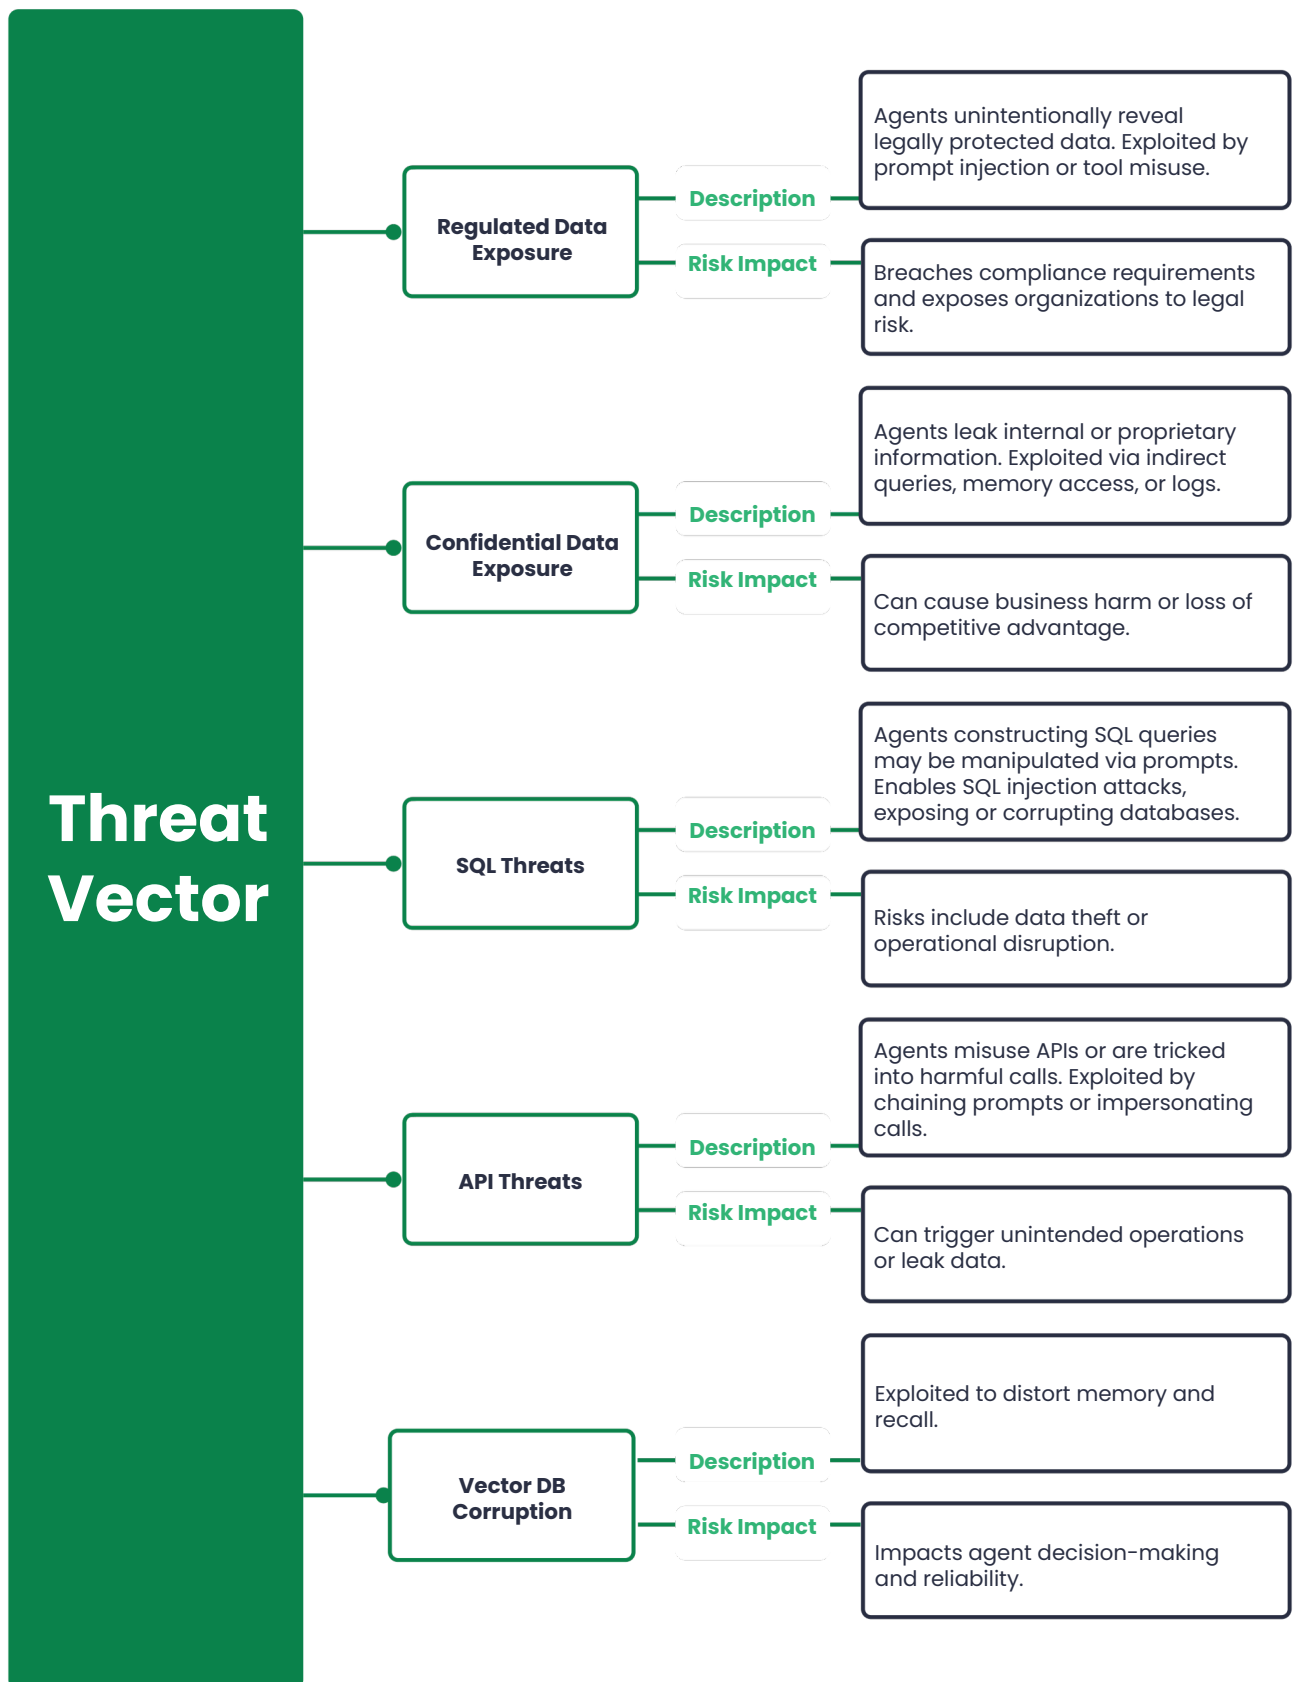 Threat
Vector
Regulated Data
Exposure
Description
Agents unintentionally reveal
legally protected data. Exploited by
prompt injection or tool misuse.
Risk Impact
Breaches compliance requirements
and exposes organizations to legal
risk.
Confidential Data
Exposure
Description
Agents leak internal or proprietary
information. Exploited via indirect
queries, memory access, or logs.
Risk Impact
Can cause business harm or loss of
competitive advantage.
SQL Threats
Description
Agents constructing SQL queries
may be manipulated via prompts.
Enables SQL injection attacks,
exposing or corrupting databases.
Risk Impact
Risks include data theft or
operational disruption.
API Threats
Description
Agents misuse APIs or are tricked
into harmful calls. Exploited by
chaining prompts or impersonating
calls.
Risk Impact
Can trigger unintended operations
or leak data.
Vector DB
Corruption
Description
Exploited to distort memory and
recall.
Risk Impact
Impacts agent decision-making
and reliability.